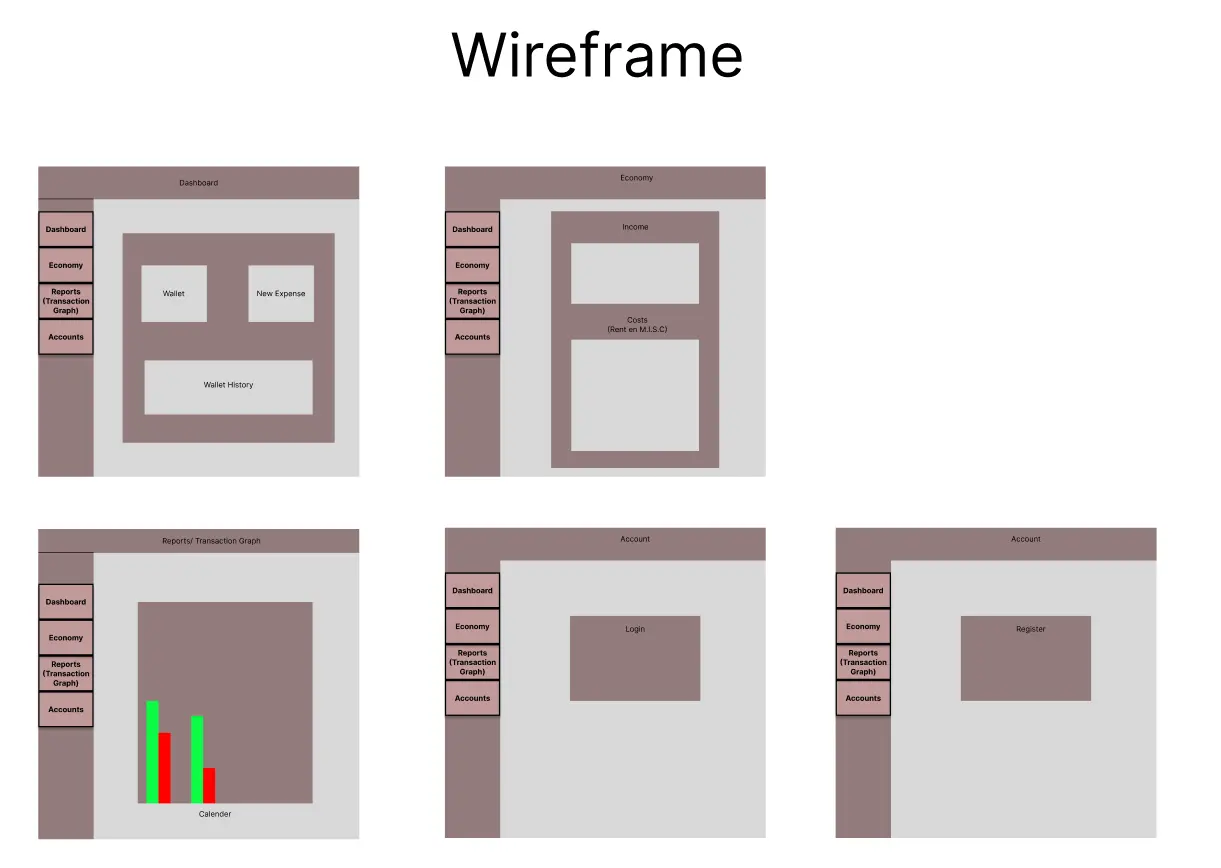 Wireframe
Dashboard
Dashboard
Economy
Reports
(Transaction
Graph)
Accounts
Wallet
New Expense
Wallet History
Economy
Dashboard
Economy
Reports
(Transaction
Graph)
Accounts
Income
Costs
(Rent en M.I.S.C)
Reports/ Transaction Graph
Dashboard
Economy
Reports
(Transaction
Graph)
Accounts
Calender
Account
Dashboard
Economy
Reports
(Transaction
Graph)
Accounts
Login
Account
Dashboard
Economy
Reports
(Transaction
Graph)
Accounts
Register